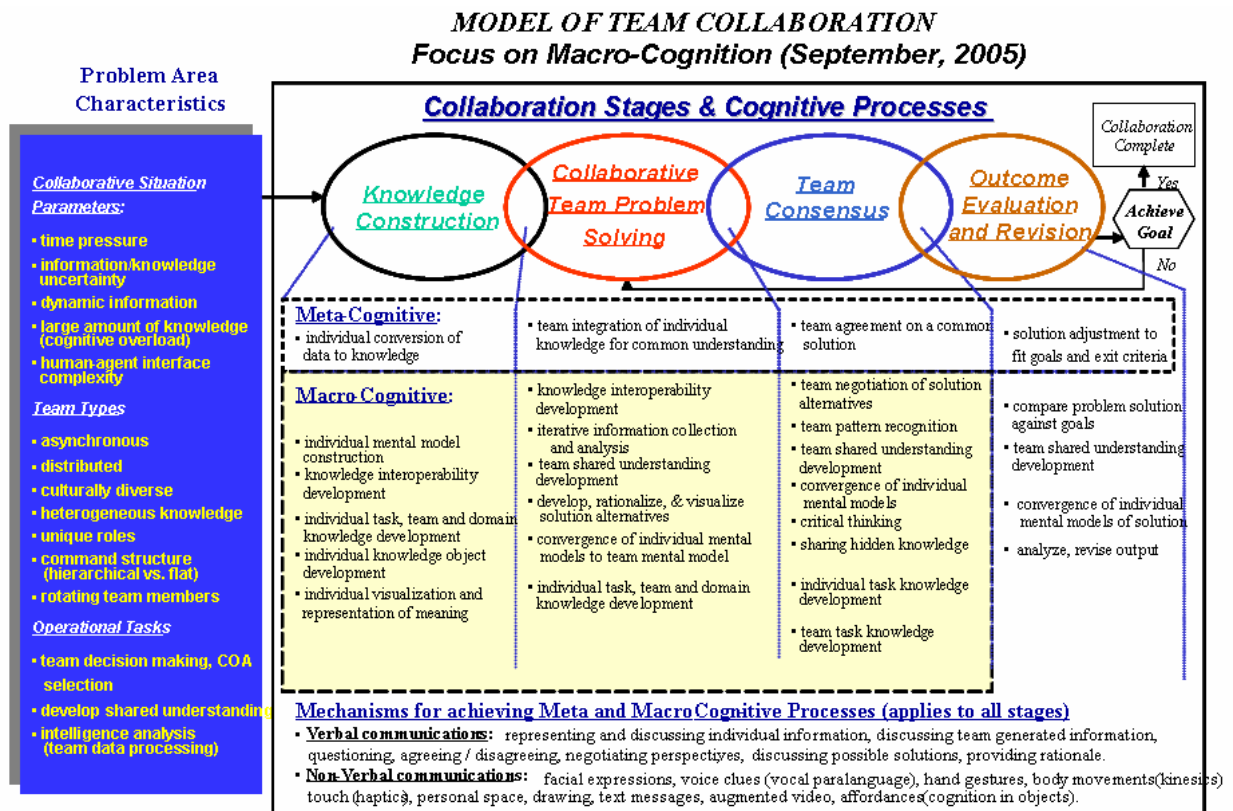 MODEL OF TEAM COLLABORATION
Focus on Macro-Cognition (September, 2005)
Problem Area
Characteristics
Collaborative Situation
Parameters:
▪ time pressure
▪ information/knowledge
uncertainty
▪ dynamic information
▪ large amount of knowledge
(cognitive overload)
▪ human-agent interface
complexity
Team Types
▪ asynchronous
▪ distributed
▪ culturally diverse
▪ heterogeneous knowledge
▪ unique roles
▪ command structure
(hierarchical vs. flat)
▪ rotating team members
Operational Tasks
▪ team decision making, COA
selection
▪ develop shared understanding
▪ intelligence analysis
(team data processing)
Collaboration Stages & Cognitive Processes
Knowledge
Construction
Collaborative
Team Problem
Solving
Team
Consensus
Outcome
Evaluation
and Revision
Collaboration
Complete
Yes
Achieve
Goal
No
Meta-Cognitive:
▪ individual conversion of
data to knowledge
▪ team integration of individual
knowledge for common understanding
▪ team agreement on a common
solution
▪ solution adjustment to
fit goals and exit criteria
Macro Cognitive:
▪ individual mental model
construction
▪ knowledge interoperability
development
▪ individual task, team and domain
knowledge development
▪ individual knowledge object
development
▪ individual visualization and
representation of meaning
▪ knowledge interoperability
development
▪ iterative information collection
and analysis
▪ team shared understanding
development
▪ develop, rationalize, & visualize
solution alternatives
▪ convergence of individual mental
models to team mental model
▪ individual task, team and domain
knowledge development
▪ team negotiation of solution
alternatives
▪ team pattern recognition
▪ team shared understanding
development
▪ convergence of individual
mental models
▪ critical thinking
▪ sharing hidden knowledge
▪ individual task knowledge
development
▪ team task knowledge
development
▪ compare problem solution
against goals
▪ team shared understanding
development
▪ convergence of individual
mental models of solution
▪ analyze, revise output
Mechanisms for achieving Meta and Macro Cognitive Processes (applies to all stages)
▪ Verbal communications: representing and discussing individual information, discussing team generated information,
questioning, agreeing / disagreeing, negotiating perspectives, discussing possible solutions, providing rationale.
▪ Non-Verbal communications: facial expressions, voice clues (vocal paralanguage), hand gestures, body movements(kinesics)
touch (haptics), personal space, drawing, text messages, augmented video, affordances(cognition in objects).